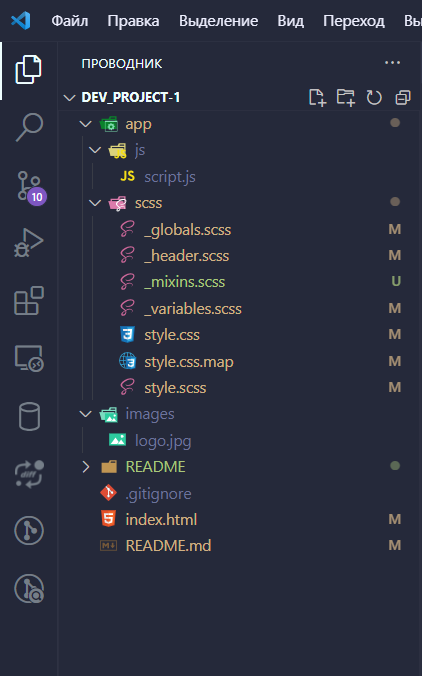 Файл Правка Выделение Вид Переход Вы
ПРОВОДНИК
DEV_PROJECT-1
app
js
JS script.js
scss
_globals.scss M
_header.scss M
10
_mixins.scss U
_variables.scss M
style.css M
style.css.map M
style.scss M
images
logo.jpg
README
.gitignore
index.html M
README.md M